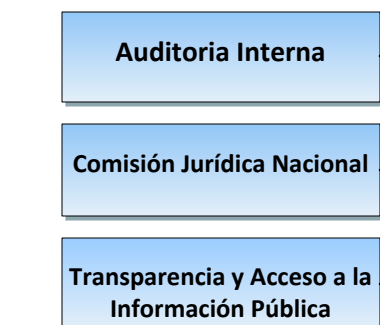 Auditoria Interna
Comisión Jurídica Nacional
Transparencia y Acceso a la
Información Pública